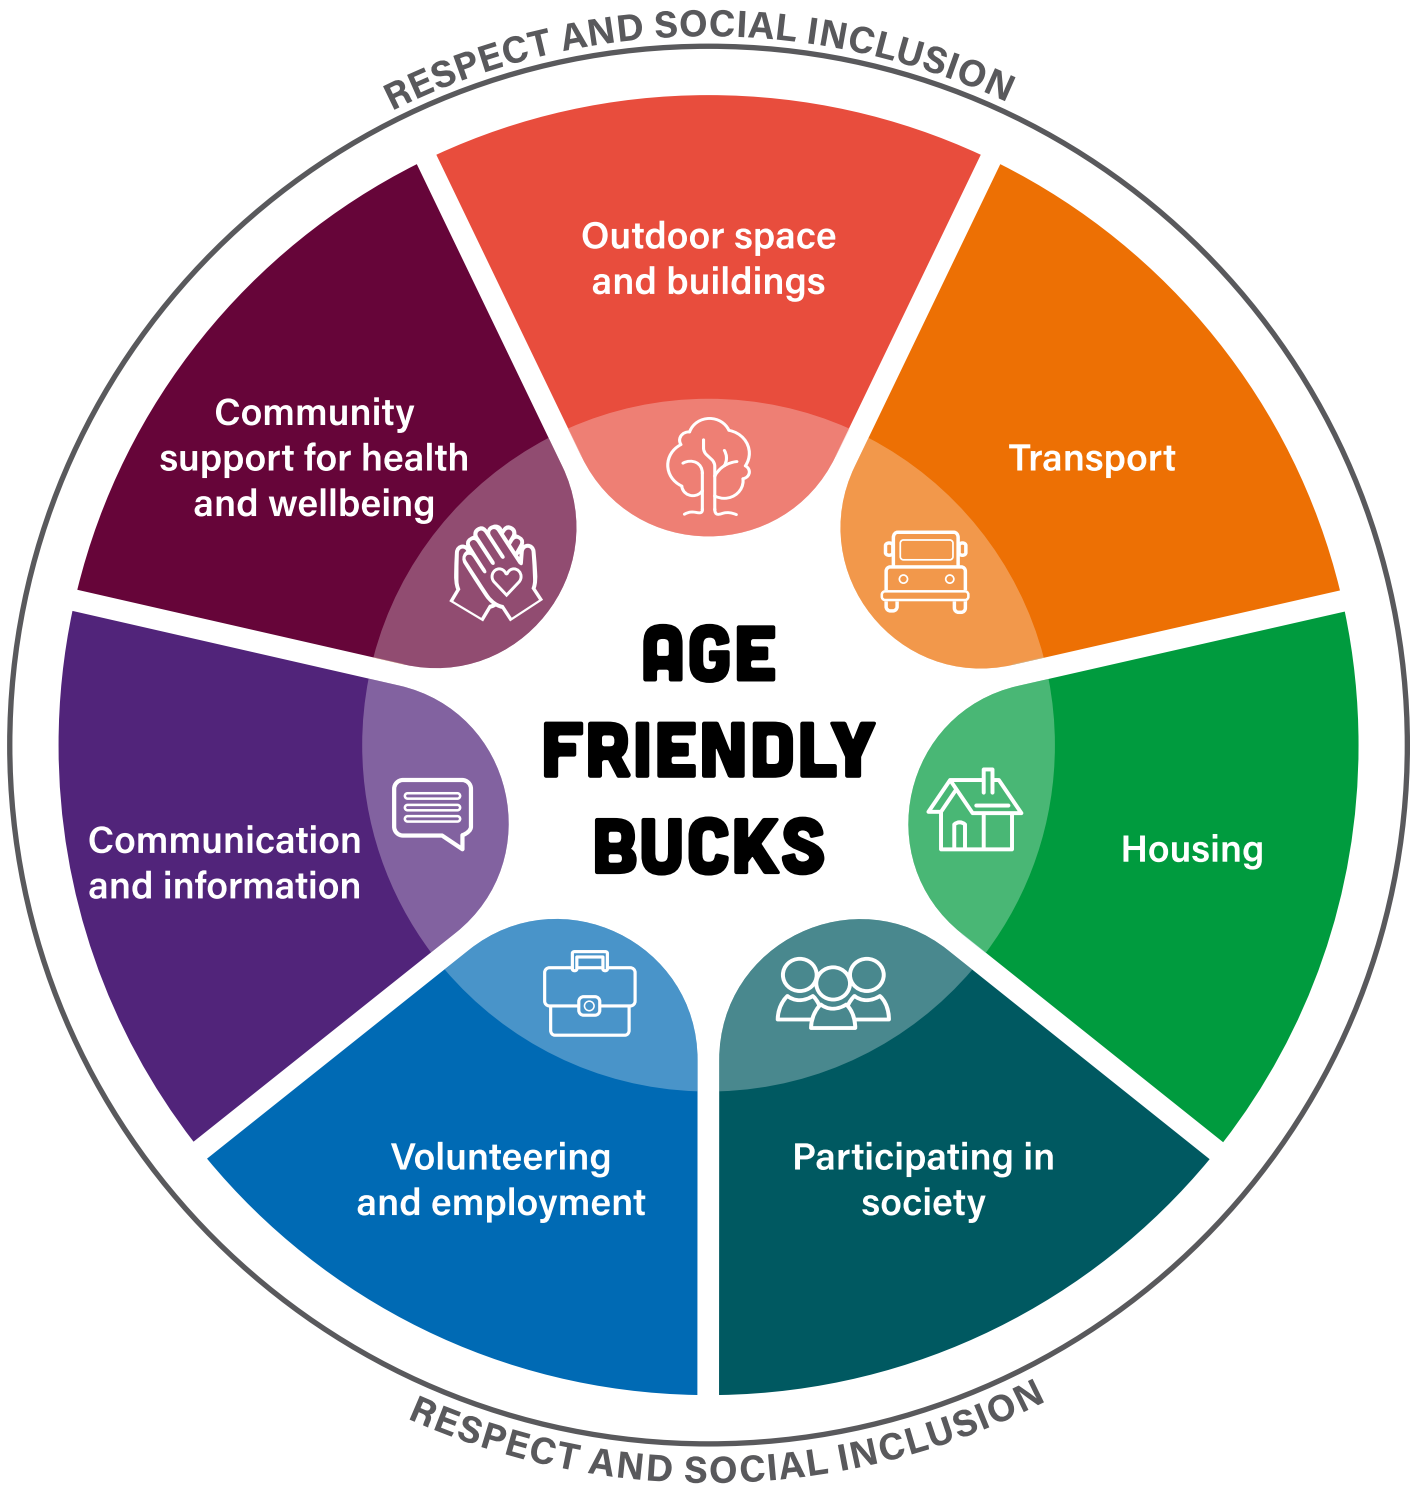 RESPECT AND SOCIAL INCLUSION
Outdoor space
and buildings
Transport
Housing
Participating in
society
Volunteering
and employment
Communication
and information
Community
support for health
and wellbeing
AGE
FRIENDLY
BUCKS
RESPECT AND SOCIAL INCLUSION